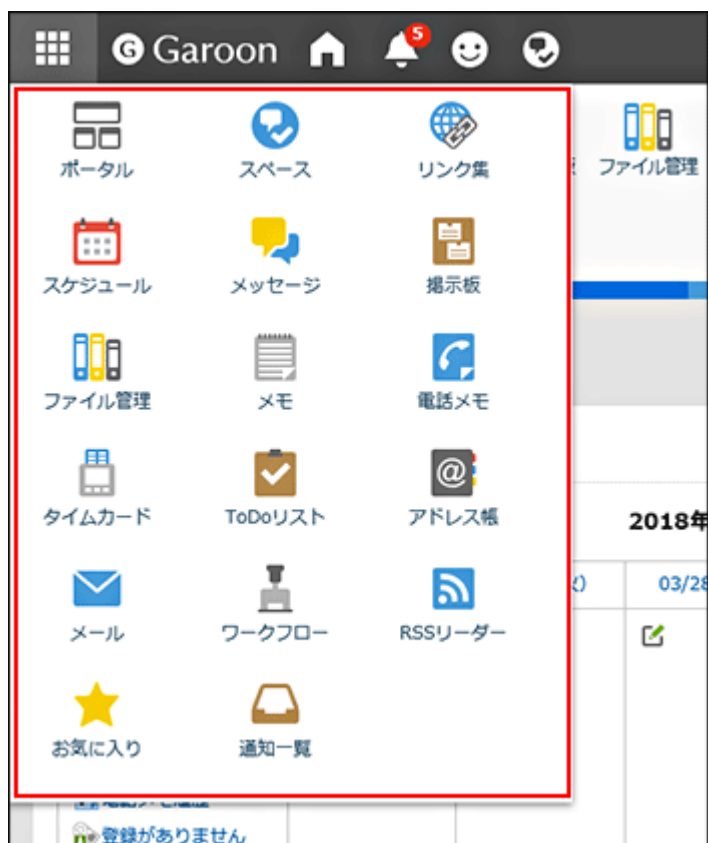 Garoon
5
ポータル
スペース
リンク集
ファイル管理
スケジュール
メッセージ
掲示板
ファイル管理
メモ
電話メモ
タイムカード
ToDoリスト
アドレス帳
2018年
メール
ワークフロー
RSSリーダー
03/28
お気に入り
通知一覧
登録がありません